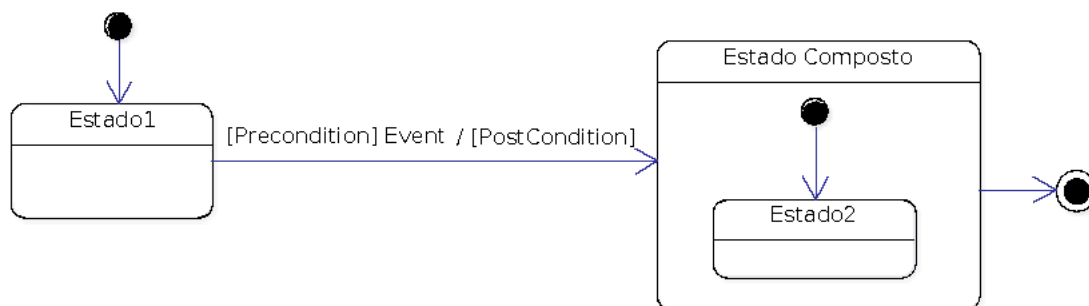 Estado Composto
Estado1
[Precondition] Event / [PostCondition]
Estado2